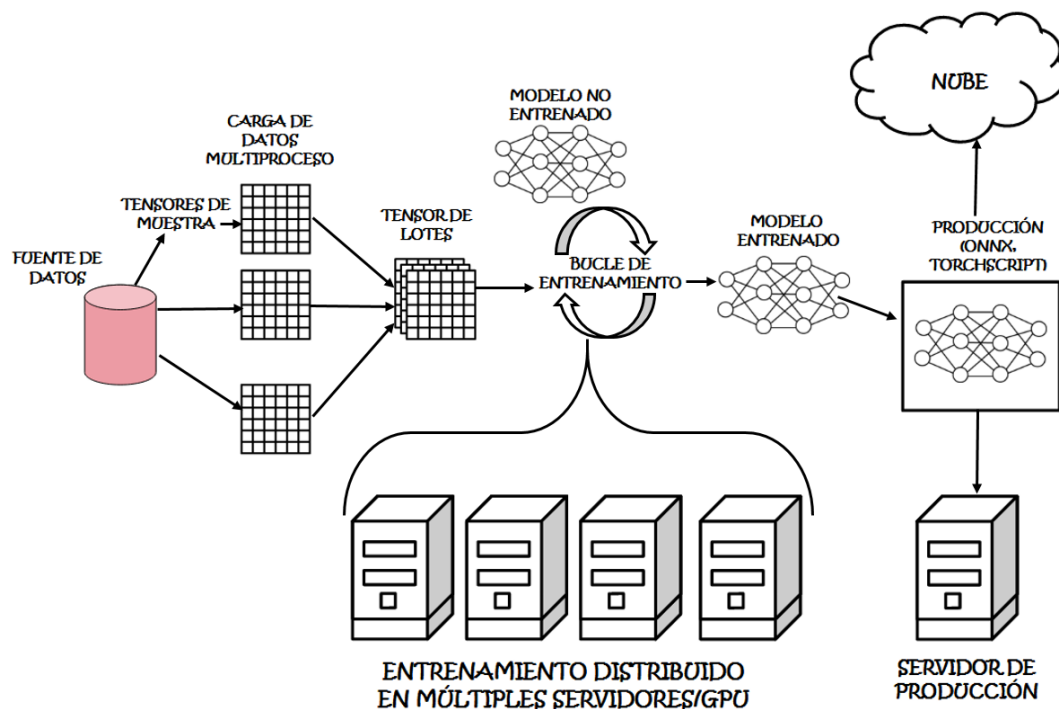 FUENTE DE
DATOS
TENSORES DE
MUESTRA
CARGA DE
DATOS
MULTIPROCESO
TENSOR DE
LOTES
MODELO NO
ENTRENADO
BUCLE DE
ENTRENAMIENTO
MODELO
ENTRENADO
NUBE
PRODUCCIÓN
(ONNX,
TORCHSCRIPT)
ENTRENAMIENTO DISTRIBUIDO
EN MÚLTIPLES SERVIDORES/GPU
SERVIDOR DE
PRODUCCIÓN